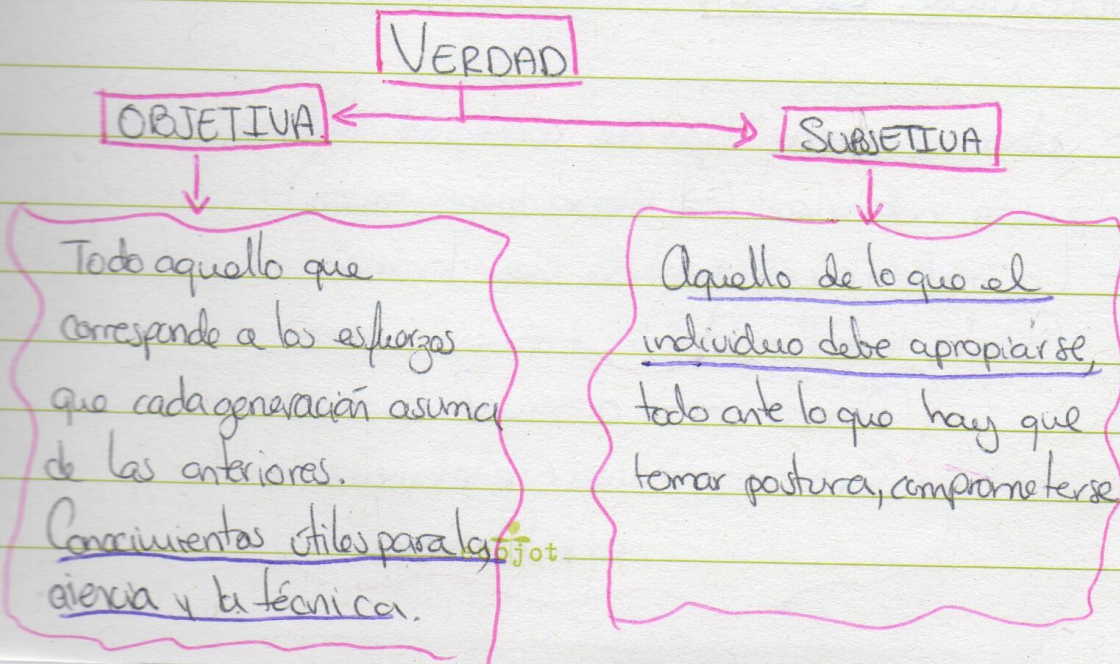 VERDAD
OBJETIVA
SUBJETIVA
Todo aquello que
corresponde a los esfuerzos
que cada generación asuma
de las anteriores.
Conocimientos útiles para la
ciencia y la técnica.
Aquello de lo que el
individuo debe apropiarse,
todo ante lo que hay que
tomar postura, comprometerse
jot